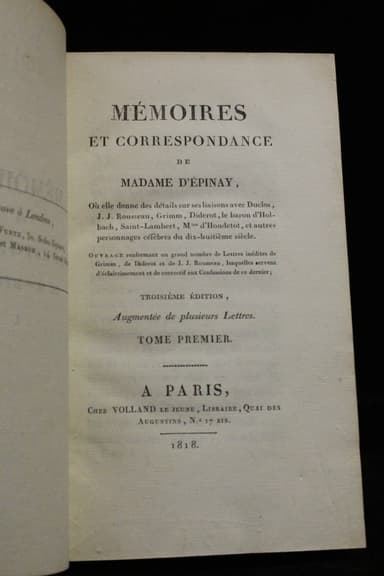 MÉMOIRES
ET CORRESPONDANCE
DE
MADAME D'ÉPINAY,
Où elle donne des détails sur ses liaisons avec Duclos,
J. J. Rousseau, Grimm, Diderot, le baron d'Hol-
bach, Saint-Lambert, Mme d'Houdetot, et autres
personnages célèbres du dix-huitième siècle.
OUVRAGE renfermant un grand nombre de Lettres inédites de
Grimm, de Diderot et de J. J. Rousseau, lesquelles servent
d'éclaircissement et de correctif aux Confessions de ce dernier;
TROISIÈME ÉDITION,
Augmentée de plusieurs Lettres.
TOME PREMIER.
A PARIS,
CHEZ VOLLAND LE JEUNE, LIBRAIRE, QUAI DES
AUGUSTINS, N.º 17 BIS.
1818.
à Londres,